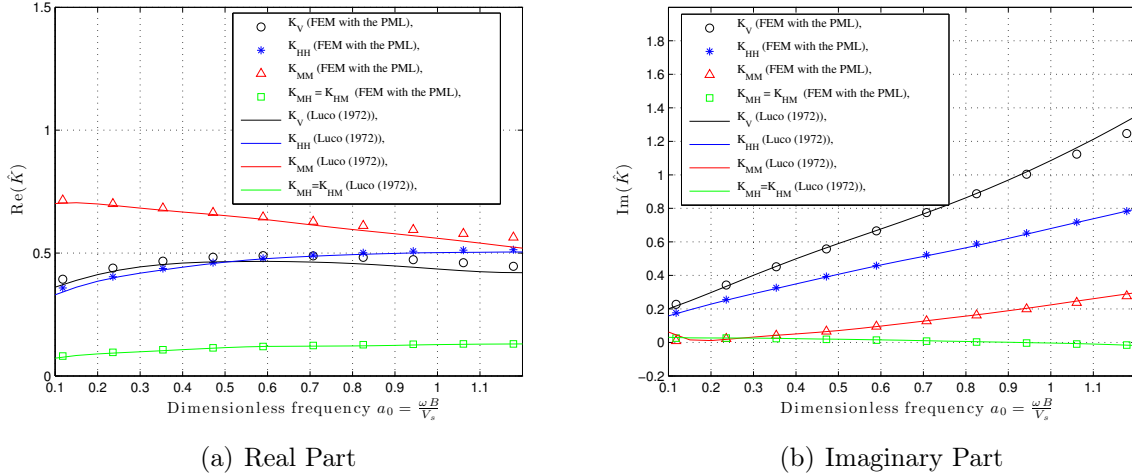 Re(K̂)
1.5
1
0.5
0
K_V (FEM with the PML),
K_HH (FEM with the PML),
K_MM (FEM with the PML),
K_MH = K_HM (FEM with the PML),
K_V (Luco (1972)),
K_HH (Luco (1972)),
K_MM (Luco (1972)),
K_MH=K_HM (Luco (1972)),
0.1 0.2 0.3 0.4 0.5 0.6 0.7 0.8 0.9 1 1.1
Dimensionless frequency a_0 = ωB/V_s
(a) Real Part
Im(K̂)
1.8
1.6
1.4
1.2
1
0.8
0.6
0.4
0.2
0
−0.2
K_V (FEM with the PML),
K_HH (FEM with the PML),
K_MM (FEM with the PML),
K_MH = K_HM (FEM with the PML),
K_V (Luco (1972)),
K_HH (Luco (1972)),
K_MM (Luco (1972)),
K_MH=K_HM (Luco (1972)),
0.1 0.2 0.3 0.4 0.5 0.6 0.7 0.8 0.9 1 1.1
Dimensionless frequency a_0 = ωB/V_s
(b) Imaginary Part